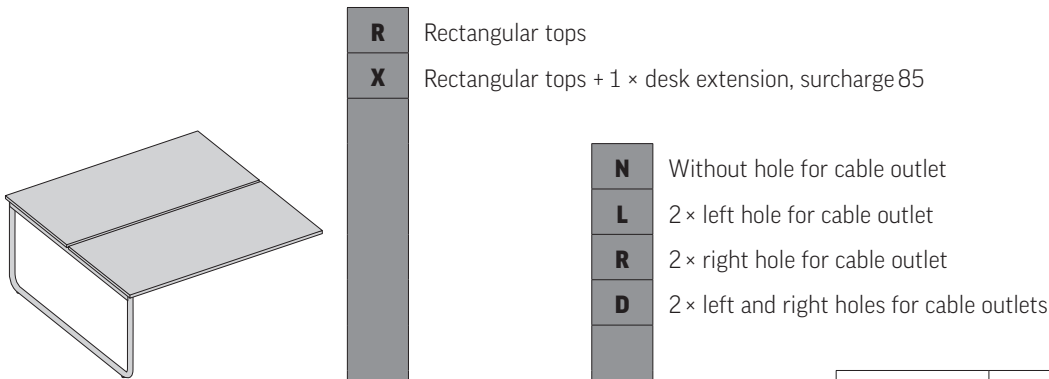 R Rectangular tops
X Rectangular tops + 1 × desk extension, surcharge 85
N Without hole for cable outlet
L 2 × left hole for cable outlet
R 2 × right hole for cable outlet
D 2 × left and right holes for cable outlets